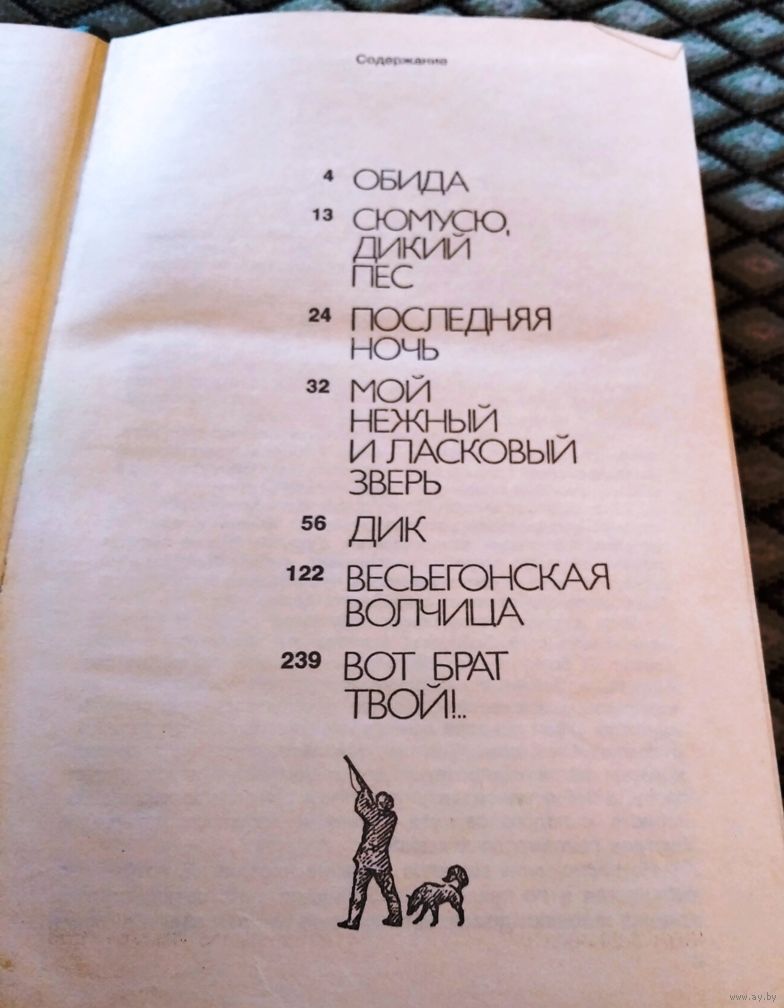 Содержание
4 ОБИДА
13 СЮМУСЮ,
ДИКИЙ
ПЕС
24 ПОСЛЕДНЯЯ
НОЧЬ
32 МОЙ
НЕЖНЫЙ
И ЛАСКОВЫЙ
ЗВЕРЬ
56 ДИК
122 ВЕСЬЕГОНСКАЯ
ВОЛЧИЦА
239 ВОТ БРАТ
ТВОЙ!..
www.ay.by